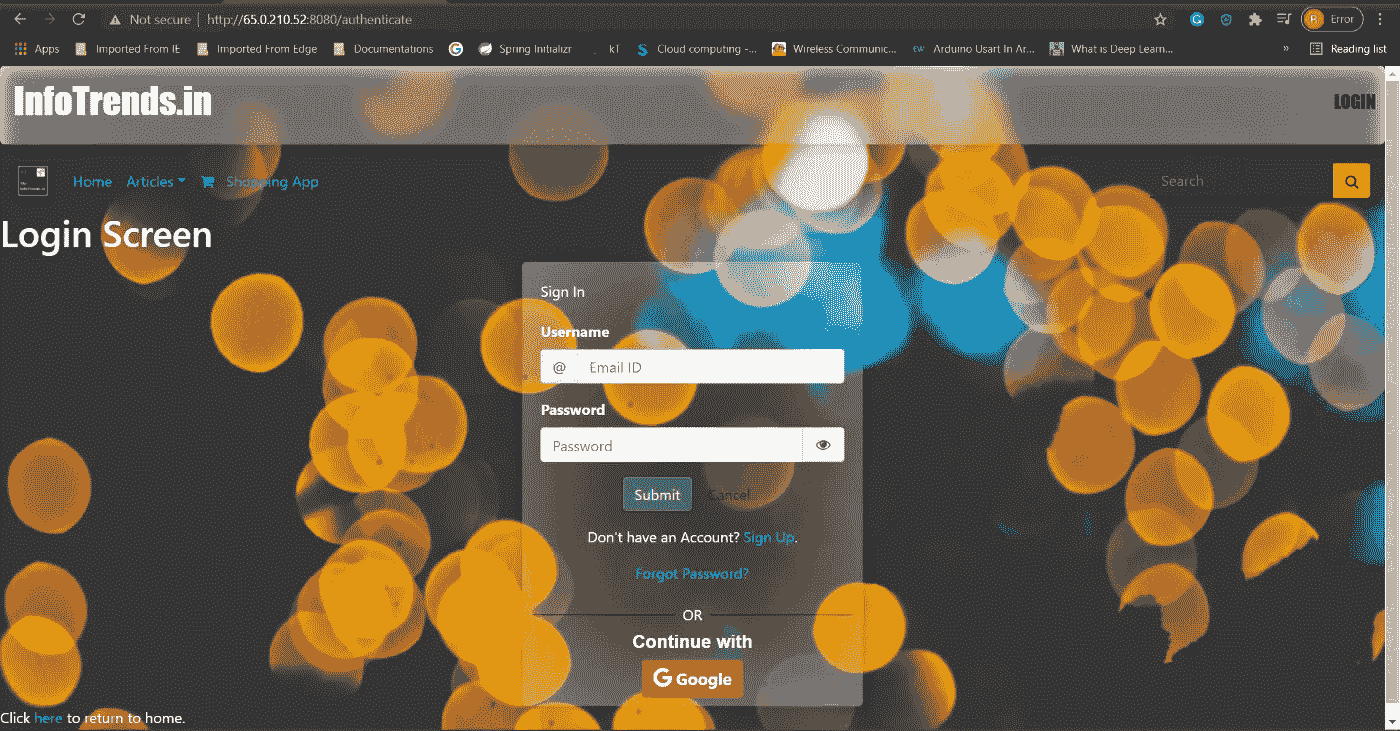 Not secure | http://65.0.210.52:8080/authenticate Error
Apps Imported From IE Imported From Edge Documentations Spring Initializr kT Cloud computing -... Wireless Communic... Arduino Usart In Ar... What is Deep Learn... » Reading list
InfoTrends.in LOGIN
Home Articles Shopping App Search
Login Screen
Sign In
Username
@ Email ID
Password
Password
Submit Cancel
Don't have an Account? Sign Up.
Forgot Password?
OR
Continue with
G Google
Click here to return to home.